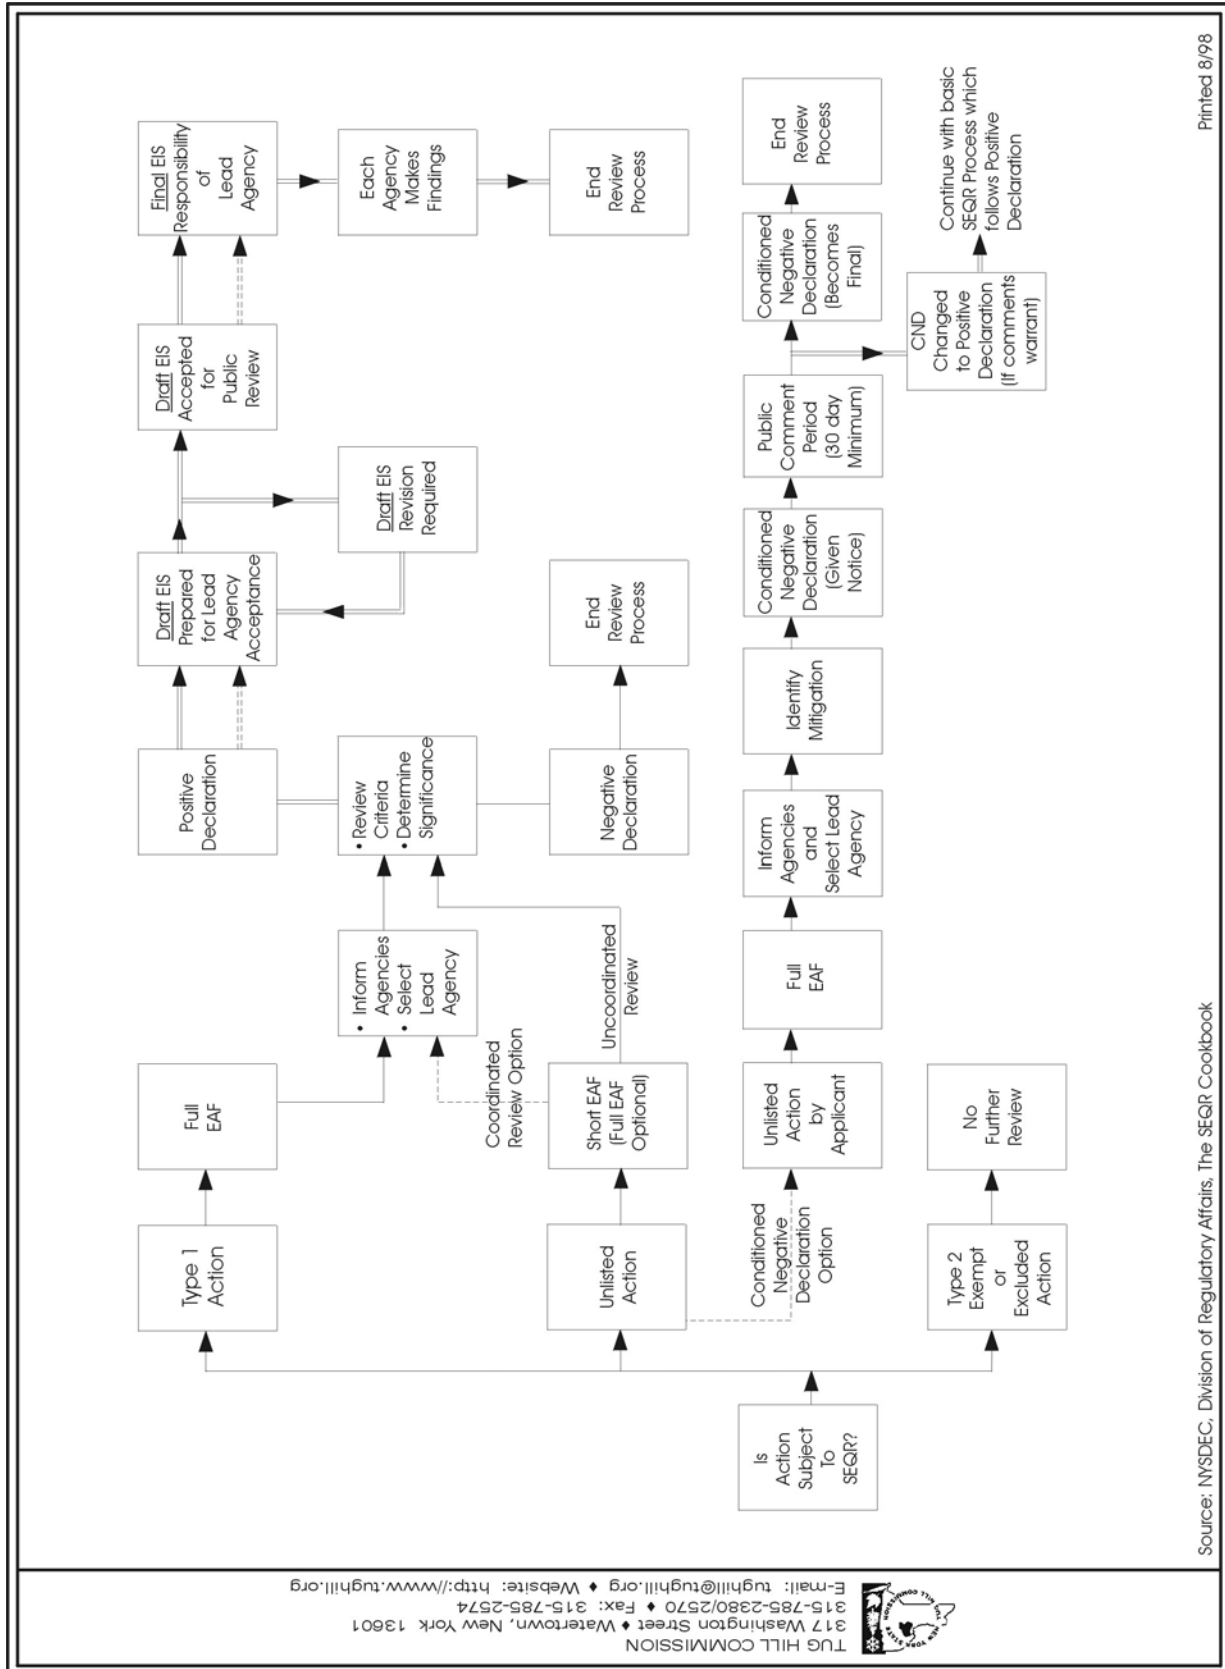 Is
Action
Subject
To
SEQR?
Type 1
Action
Full
EAF
• Inform
Agencies
• Select
Lead
Agency
• Review
Criteria
• Determine
Significance
Positive
Declaration
Draft EIS
Prepared
for Lead
Agency
Acceptance
Draft EIS
Revision
Required
Draft EIS
Accepted
for
Public
Review
Final EIS
Responsibility
of
Lead
Agency
Each
Agency
Makes
Findings
End
Review
Process
Unlisted
Action
Short EAF
(Full EAF
Optional)
Coordinated
Review Option
Uncoordinated
Review
Negative
Declaration
End
Review
Process
Conditioned
Negative
Declaration
Option
Unlisted
Action
by
Applicant
Full
EAF
Inform
Agencies
and
Select Lead
Agency
Identify
Mitigation
Conditioned
Negative
Declaration
(Given
Notice)
Public
Comment
Period
(30 day
Minimum)
Conditioned
Negative
Declaration
(Becomes
Final)
End
Review
Process
CND
Changed
to Positive
Declaration
(If comments
warrant)
Continue with basic
SEQR Process which
follows Positive
Declaration
Type 2
Exempt
or
Excluded
Action
No
Further
Review
Source: NYSDEC, Division of Regulatory Affairs, The SEQR Cookbook
Printed 8/98
NEW YORK STATE
TUG HILL COMMISSION
TUG HILL COMMISSION
317 Washington Street ♦ Watertown, New York 13601
315-785-2380/2570 ♦ Fax: 315-785-2574
E-mail: tughill@tughill.org ♦ Website: http://www.tughill.org